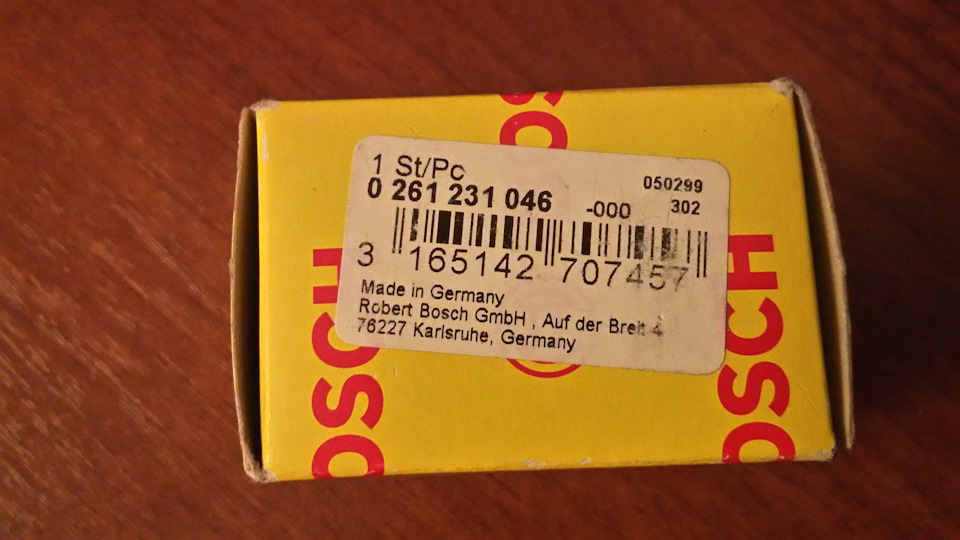 1 St/Pc
0 261 231 046 -000
050299
302
3 165142 707457
Made in Germany
Robert Bosch GmbH , Auf der Breit 4
76227 Karlsruhe, Germany
BOSCH